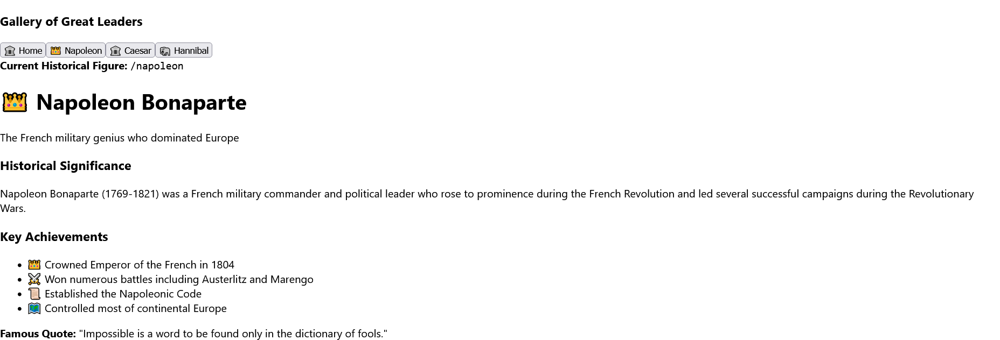 Gallery of Great Leaders
🏛️ Home 👑 Napoleon 🏛️ Caesar 🐘 Hannibal
Current Historical Figure: /napoleon
👑 Napoleon Bonaparte
The French military genius who dominated Europe
Historical Significance
Napoleon Bonaparte (1769-1821) was a French military commander and political leader who rose to prominence during the French Revolution and led several successful campaigns during the Revolutionary
Wars.
Key Achievements
• 👑 Crowned Emperor of the French in 1804
• ⚔️ Won numerous battles including Austerlitz and Marengo
• 📜 Established the Napoleonic Code
• 🗺️ Controlled most of continental Europe
Famous Quote: "Impossible is a word to be found only in the dictionary of fools."